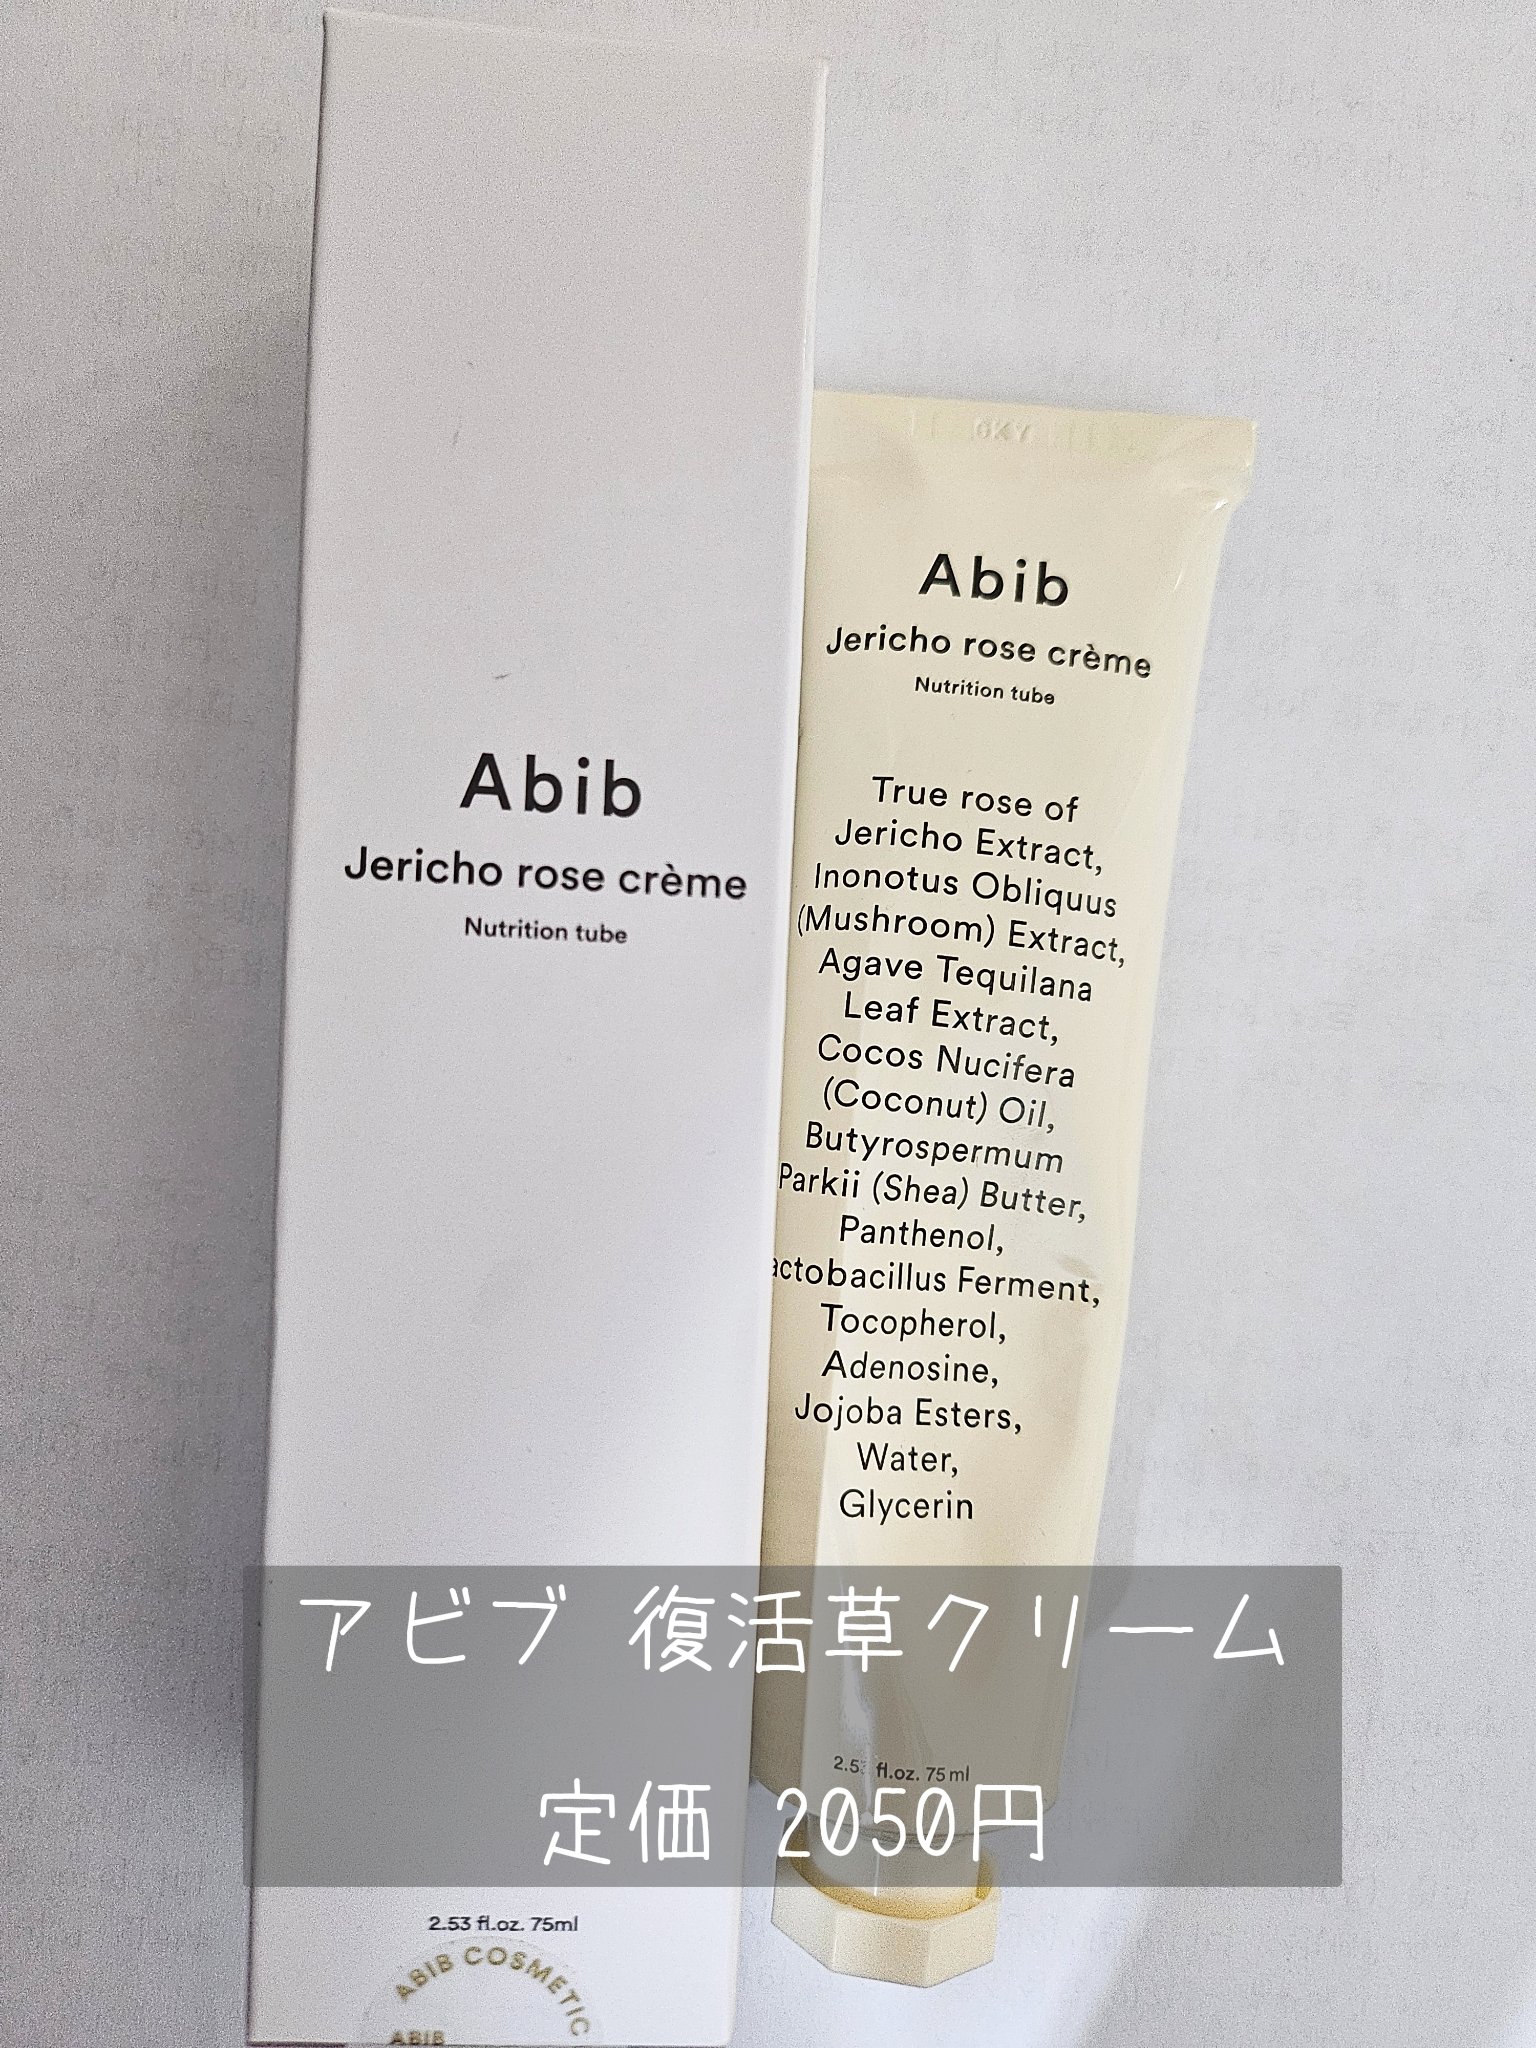 Abib
Jericho rose crème
Nutrition tube
2.53 fl.oz. 75ml
ABIB COSMETIC
ABIB
Abib
Jericho rose crème
Nutrition tube
True rose of
Jericho Extract,
Inonotus Obliquus
(Mushroom) Extract,
Agave Tequilana
Leaf Extract,
Cocos Nucifera
(Coconut) Oil,
Butyrospermum
Parkii (Shea) Butter,
Panthenol,
actobacillus Ferment,
Tocopherol,
Adenosine,
Jojoba Esters,
Water,
Glycerin
2.53 fl.oz. 75ml
アビブ 復活草クリーム
定価 2050円